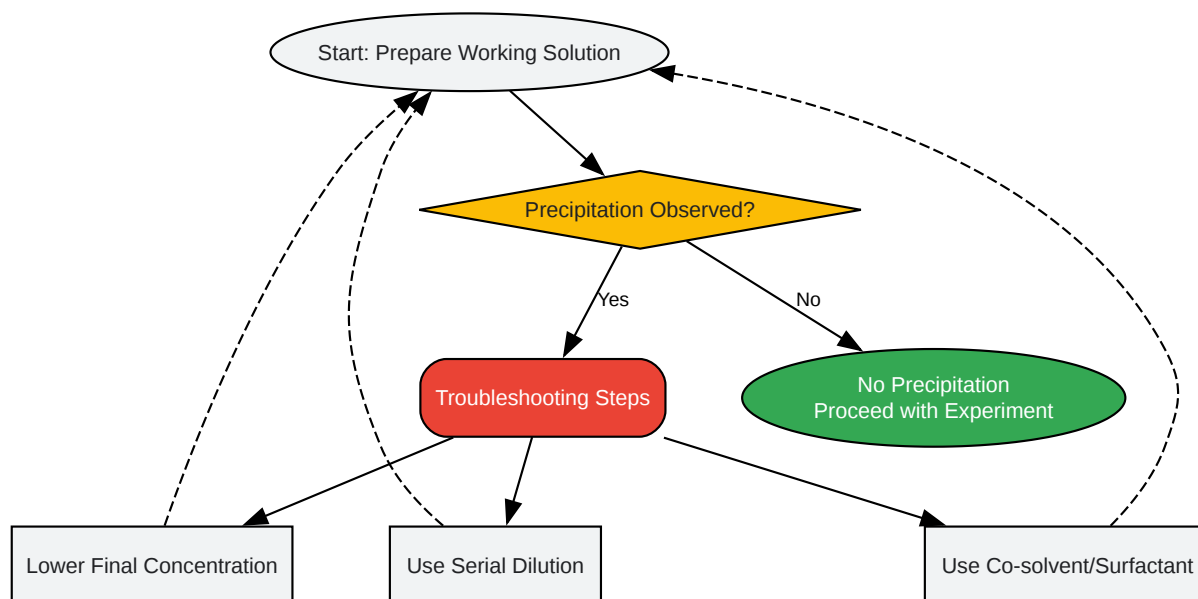 Start: Prepare Working Solution
Precipitation Observed?
Yes
No
Troubleshooting Steps
No Precipitation
Proceed with Experiment
Lower Final Concentration
Use Serial Dilution
Use Co-solvent/Surfactant